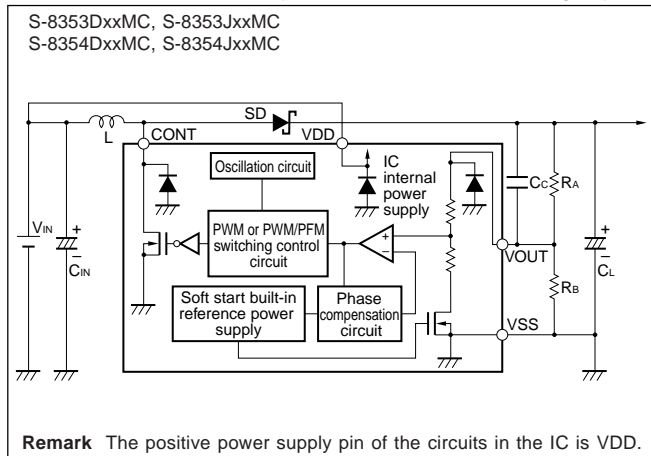 S-8353DxxMC, S-8353JxxMC
S-8354DxxMC, S-8354JxxMC
SD
L
CONT
VDD
Oscillation circuit
IC
internal
power
supply
CC
RA
VIN
+
−
CIN
+
PWM or PWM/PFM
switching control
circuit
+
−
VOUT
+
−
CL
Soft start built-in
reference power
supply
Phase
compensation
circuit
RB
VSS
Remark The positive power supply pin of the circuits in the IC is VDD.